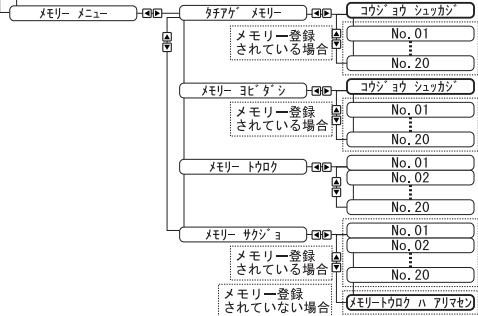 メモリー メニュー
タチアゲ メモリー
コウジョウ シュッカジ
メモリー登録
されている場合
No.01
No.20
メモリー ヨビダシ
コウジョウ シュッカジ
メモリー登録
されている場合
No.01
No.20
メモリー トウロク
No.01
No.02
No.20
メモリー サクジョ
No.01
No.02
メモリー登録
されている場合
No.20
メモリー登録
されていない場合
メモリートウロク ハ アリマセン